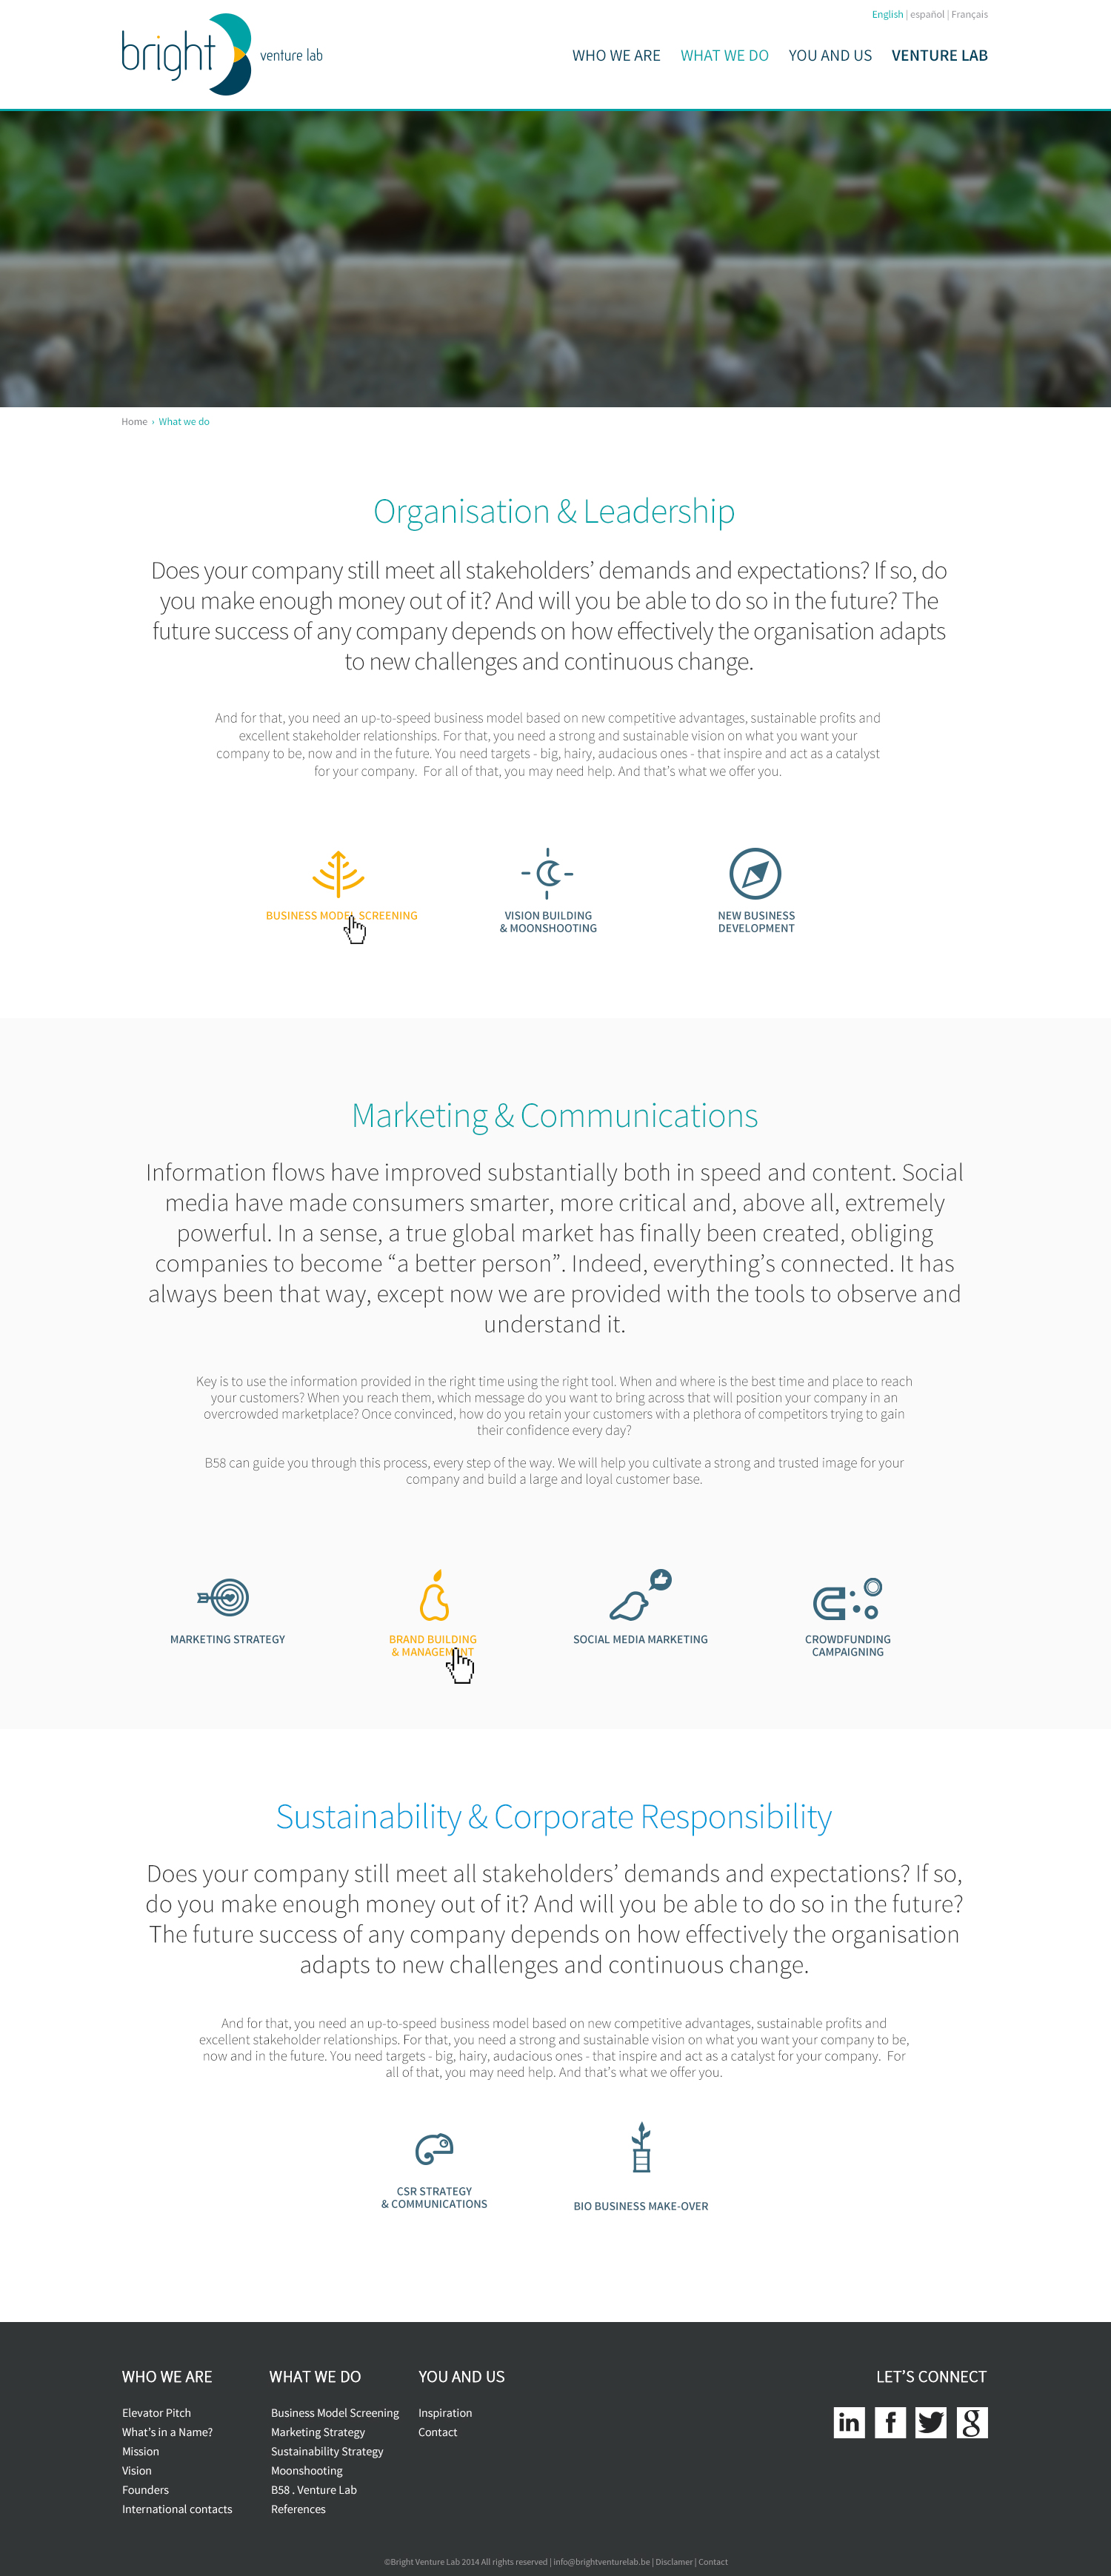 English | español | Français
bright venture lab
WHO WE ARE WHAT WE DO YOU AND US VENTURE LAB
Home › What we do
Organisation & Leadership
Does your company still meet all stakeholders’ demands and expectations? If so, do
you make enough money out of it? And will you be able to do so in the future? The
future success of any company depends on how effectively the organisation adapts
to new challenges and continuous change.
And for that, you need an up-to-speed business model based on new competitive advantages, sustainable profits and
excellent stakeholder relationships. For that, you need a strong and sustainable vision on what you want your
company to be, now and in the future. You need targets - big, hairy, audacious ones - that inspire and act as a catalyst
for your company. For all of that, you may need help. And that’s what we offer you.
BUSINESS MODEL SCREENING
VISION BUILDING
& MOONSHOOTING
NEW BUSINESS
DEVELOPMENT
Marketing & Communications
Information flows have improved substantially both in speed and content. Social
media have made consumers smarter, more critical and, above all, extremely
powerful. In a sense, a true global market has finally been created, obliging
companies to become “a better person”. Indeed, everything’s connected. It has
always been that way, except now we are provided with the tools to observe and
understand it.
Key is to use the information provided in the right time using the right tool. When and where is the best time and place to reach
your customers? When you reach them, which message do you want to bring across that will position your company in an
overcrowded marketplace? Once convinced, how do you retain your customers with a plethora of competitors trying to gain
their confidence every day?
B58 can guide you through this process, every step of the way. We will help you cultivate a strong and trusted image for your
company and build a large and loyal customer base.
MARKETING STRATEGY
BRAND BUILDING
& MANAGEMENT
SOCIAL MEDIA MARKETING
CROWDFUNDING
CAMPAIGNING
Sustainability & Corporate Responsibility
Does your company still meet all stakeholders’ demands and expectations? If so,
do you make enough money out of it? And will you be able to do so in the future?
The future success of any company depends on how effectively the organisation
adapts to new challenges and continuous change.
And for that, you need an up-to-speed business model based on new competitive advantages, sustainable profits and
excellent stakeholder relationships. For that, you need a strong and sustainable vision on what you want your company to be,
now and in the future. You need targets - big, hairy, audacious ones - that inspire and act as a catalyst for your company. For
all of that, you may need help. And that’s what we offer you.
CSR STRATEGY
& COMMUNICATIONS
BIO BUSINESS MAKE-OVER
WHO WE ARE
Elevator Pitch
What’s in a Name?
Mission
Vision
Founders
International contacts
WHAT WE DO
Business Model Screening
Marketing Strategy
Sustainability Strategy
Moonshooting
B58 . Venture Lab
References
YOU AND US
Inspiration
Contact
LET’S CONNECT
in f g
©Bright Venture Lab 2014 All rights reserved | info@brightventurelab.be | Disclamer | Contact